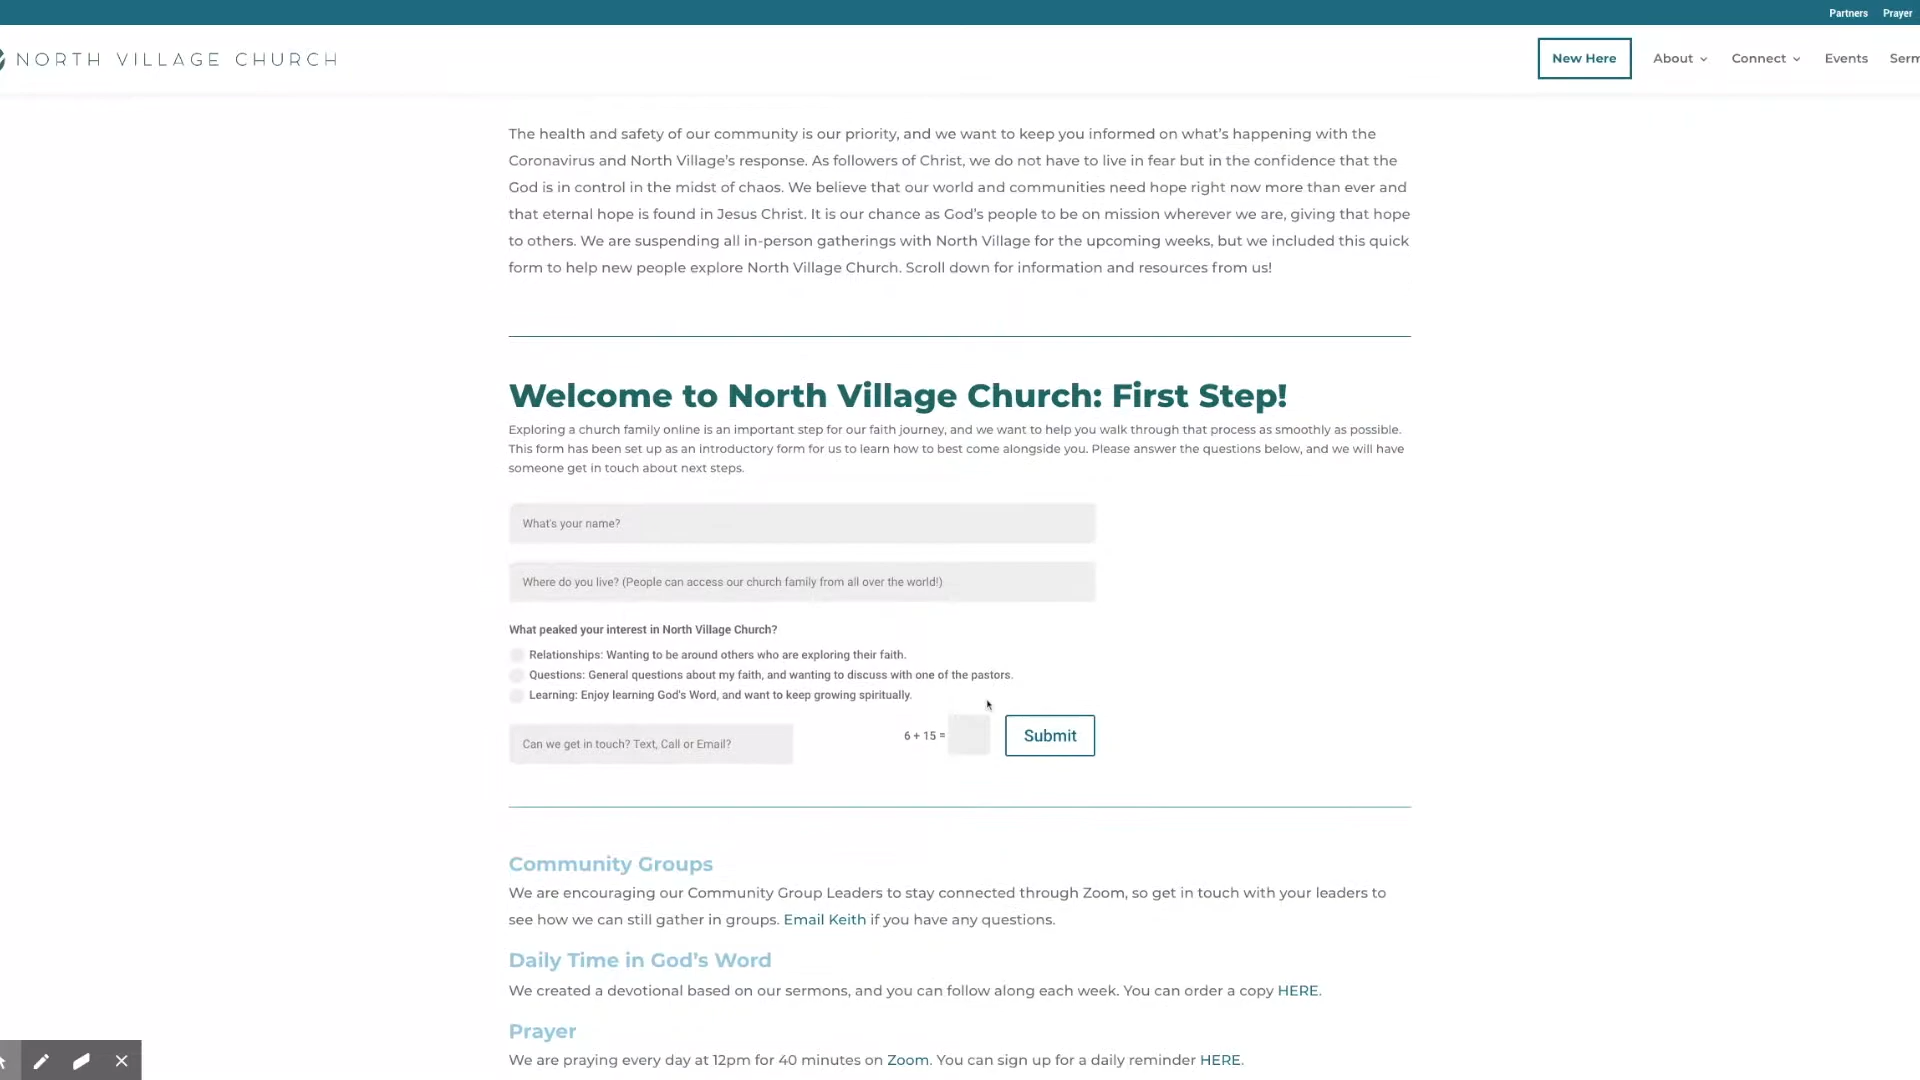 Partners Prayer
NORTH VILLAGE CHURCH
New Here About Connect Events
The health and safety of our community is our priority, and we want to keep you informed on what's happening with the
Coronavirus and North Village's response. As followers of Christ, we do not have to live in fear but in the confidence that the
God is in control in the midst of chaos. We believe that our world and communities need hope right now more than ever and
that eternal hope is found in Jesus Christ. It is our chance as God's people to be on mission wherever we are, giving that hope
to others. We are suspending all in-person gatherings with North Village for the upcoming weeks, but we included this quick
form to help new people explore North Village Church. Scroll down for information and resources from us!
Welcome to North Village Church: First Step!
Exploring a church family online is an important step for our faith journey, and we want to help you walk through that process as smoothly as possible.
This form has been set up as an introductory form for us to learn how to best come alongside you. Please answer the questions below, and we will have
someone get in touch about next steps.
What's your name?
Where do you live? (People can access our church family from all over the world!)
What peaked your interest in North Village Church?
Relationships: Wanting to be around others who are exploring their faith.
Questions: General questions about my faith, and wanting to discuss with one of the pastors.
Learning: Enjoy learning God's Word, and want to keep growing spiritually.
Can we get in touch? Text, Call or Email?
6 + 15 =
Submit
Community Groups
We are encouraging our Community Group Leaders to stay connected through Zoom, so get in touch with your leaders to
see how we can still gather in groups. Email Keith if you have any questions.
Daily Time in God's Word
We created a devotional based on our sermons, and you can follow along each week. You can order a copy HERE.
Prayer
We are praying every day at 12pm for 40 minutes on Zoom. You can sign up for a daily reminder HERE.